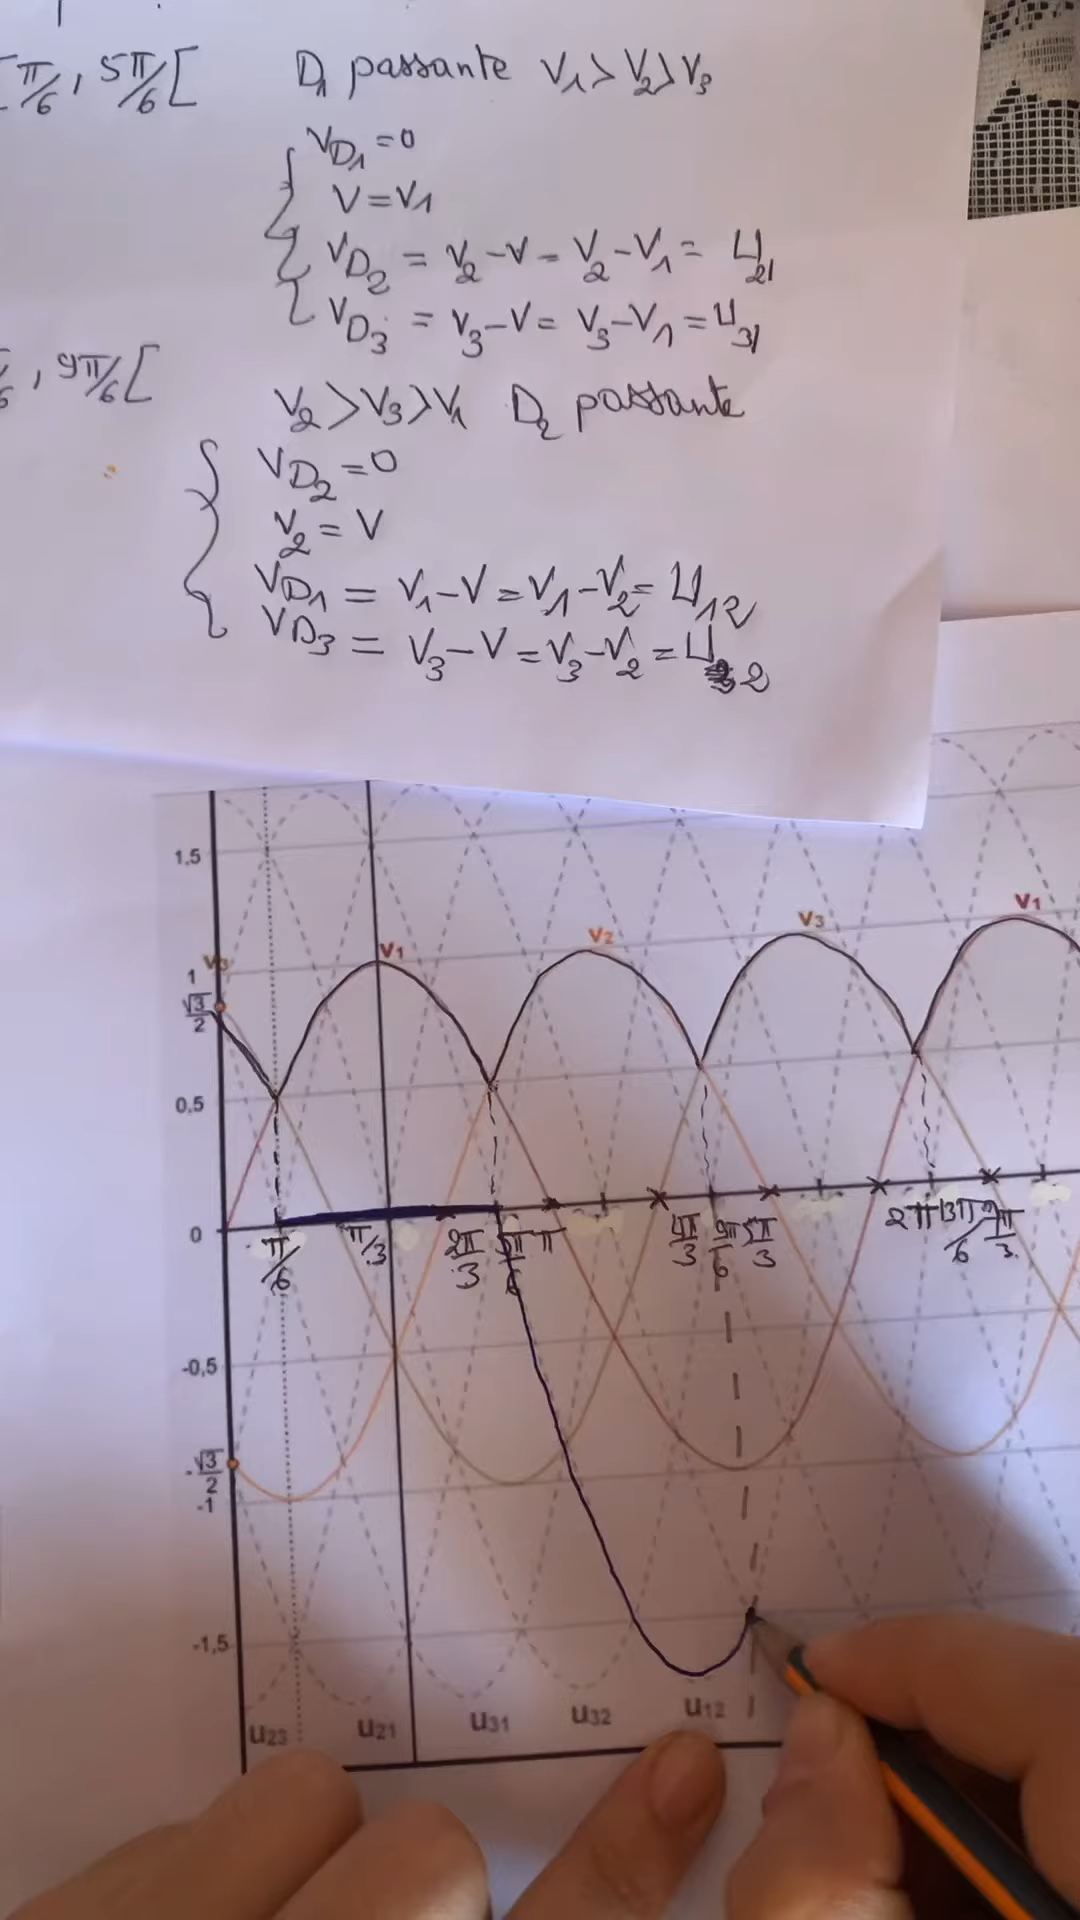 [π/6, 5π/6[ D1 passante V1 > V2 > V3
VD1 = 0
V = V1
VD2 = V2 - V = V2 - V1 = U21
VD3 = V3 - V = V3 - V1 = U31
, 9π/6[
V2 > V3 > V1 D2 passante
VD2 = 0
V2 = V
VD1 = V1 - V = V1 - V2 = U12
VD3 = V3 - V = V3 - V2 = U32
1,5
V1
V3
V2
V1
V3
1
√3/2
0,5
0
π/6 π/3 2π/3 5π/6 π 4π/3 9π/6 5π/3 2π 13π/6 7π/3
-0,5
-√3/2
-1
-1,5
u23 u21 u31 u32 u12